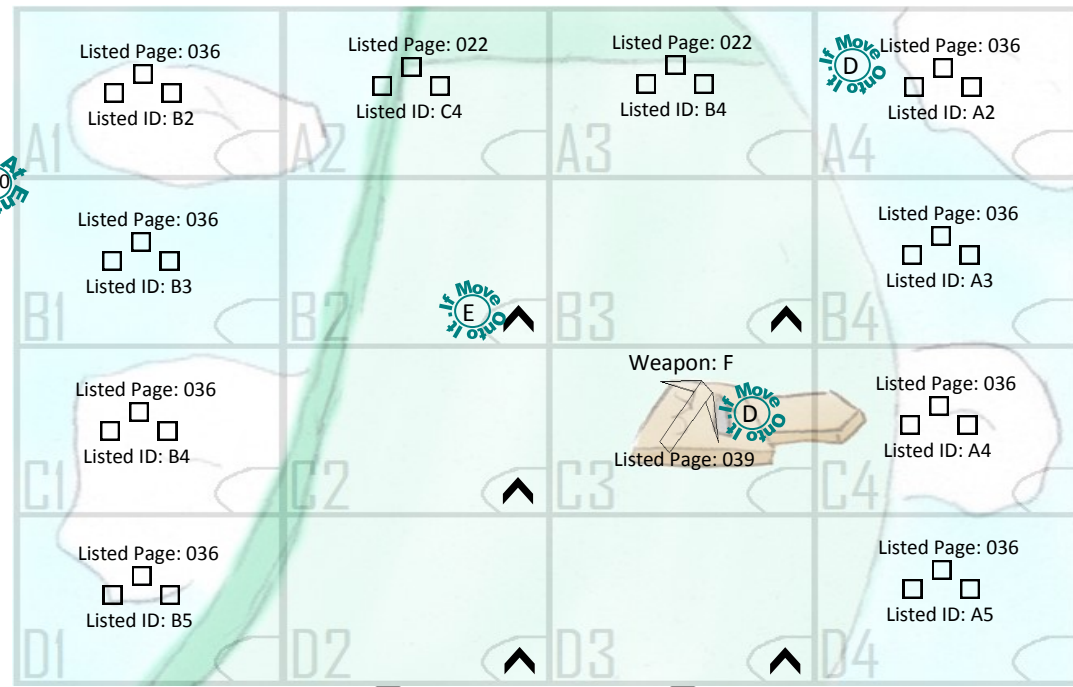 Listed Page: 036
Listed ID: B2
A1
Listed Page: 022
Listed ID: C4
A2
Listed Page: 022
Listed ID: B4
A3
If Move Onto It.
D
Listed Page: 036
Listed ID: A2
A4
Listed Page: 036
Listed ID: B3
B1
If Move Onto It.
E
B2
B3
Listed Page: 036
Listed ID: A3
B4
Listed Page: 036
Listed ID: B4
C1
C2
Weapon: F
If Move Onto It.
D
Listed Page: 039
C3
Listed Page: 036
Listed ID: A4
C4
Listed Page: 036
Listed ID: B5
D1
D2
D3
Listed Page: 036
Listed ID: A5
D4
At